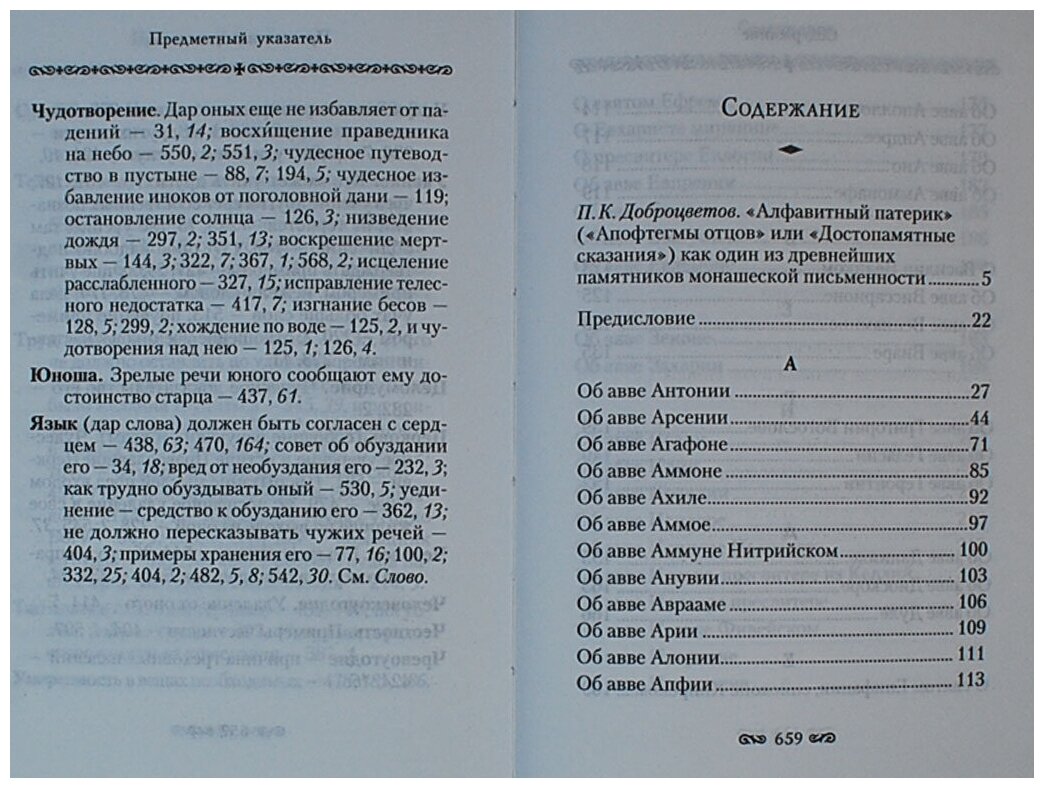 Предметный указатель
Чудотворение. Дар оных еще не избавляет от па́-
дений — 31, 14; восхи́щение праведника
на небо — 550, 2; 551, 3; чудесное путевод-
ство в пустыне — 88, 7; 194, 5; чудесное из-
бавление иноков от поголовной дани — 119;
остановление солнца — 126, 3; низведение
дождя — 297, 2; 351, 13; воскрешение мерт-
вых — 144, 3; 322, 7; 367, 1; 568, 2; исцеление
расслабленного — 327, 15; исправление телес-
ного недостатка — 417, 7; изгнание бесов —
128, 5; 299, 2; хождение по воде — 125, 2, и чу-
дотворения над нею — 125, 1; 126, 4.
Юноша. Зрелые речи юного сообщают ему до-
стоинство старца — 437, 61.
Язык (дар слова) должен быть согласен с серд-
цем — 438, 63; 470, 164; совет об обуздании
его — 34, 18; вред от необуздания его — 232, 3;
как трудно обуздывать оный — 530, 5; уеди-
нение — средство к обузданию его — 362, 13;
не должно пересказывать чужих речей —
404, 3; примеры хранения его — 77, 16; 100, 2;
332, 25; 404, 2; 482, 5, 8; 542, 30. См. Слово.
Содержание
П. К. Доброцветов. «Алфавитный патерик»
(«Апофтегмы отцов» или «Достопамятные
сказания») как один из древнейших
памятников монашеской письменности ........... 5
Предисловие ........... 22
А
Об авве Антонии ........... 27
Об авве Арсении ........... 44
Об авве Агафоне ........... 71
Об авве Аммоне ........... 85
Об авве Ахиле ........... 92
Об авве Аммое ........... 97
Об авве Аммуне Нитрийском ........... 100
Об авве Анувии ........... 103
Об авве Аврааме ........... 106
Об авве Арии ........... 109
Об авве Алонии ........... 111
Об авве Апфии ........... 113
659